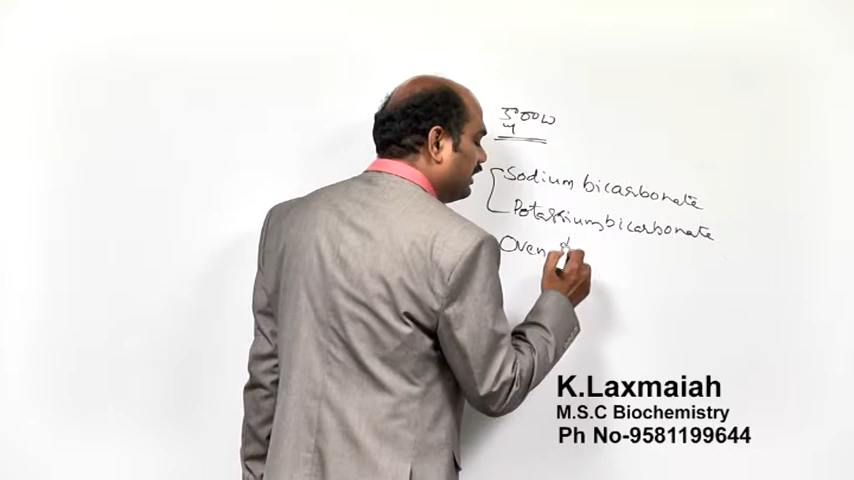 Sodium bicarbonate
Potassium bicarbonate
Oven d
K.Laxmaiah
M.S.C Biochemistry
Ph No-9581199644